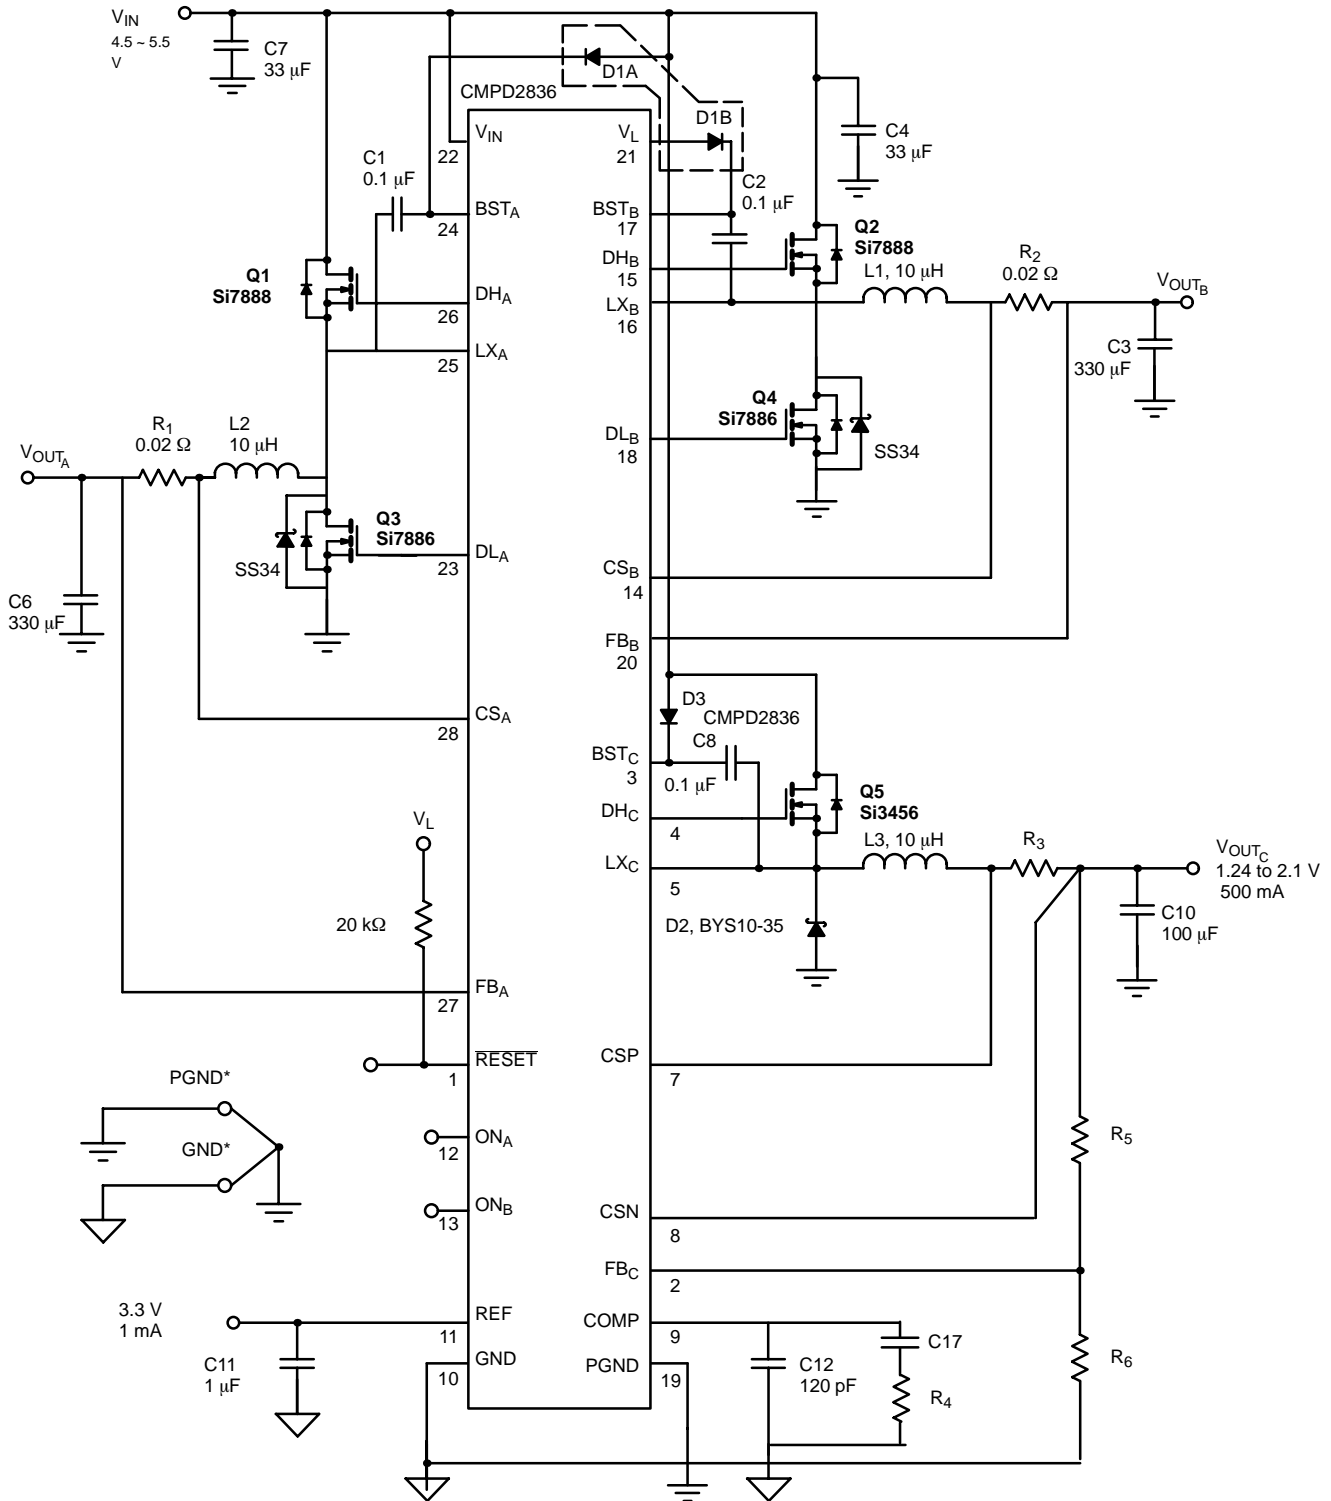 VIN
4.5 ~ 5.5
V
C7
33 µF
D1A
CMPD2836
D1B
VIN
22
VL
21
C4
33 µF
C1
0.1 µF
C2
0.1 µF
BSTA
24
BSTB
17
Q2
Si7888
DHB
15
L1, 10 µH
R2
0.02 Ω
Q1
Si7888
DHA
26
LXB
16
VOUTB
C3
330 µF
LXA
25
Q4
Si7886
DLB
18
SS34
R1
0.02 Ω
L2
10 µH
VOUTA
Q3
Si7886
DLA
23
SS34
CSB
14
C6
330 µF
FBB
20
D3
CMPD2836
CSA
28
C8
BSTC
3
0.1 µF
Q5
Si3456
DHC
4
VL
L3, 10 µH
R3
LXC
5
VOUTC
1.24 to 2.1 V
500 mA
C10
100 µF
20 kΩ
D2, BYS10-35
FBA
27
RESET
1
CSP
7
PGND*
GND*
ONA
12
R5
ONB
13
CSN
8
FBC
2
3.3 V
1 mA
REF
11
COMP
9
C17
C11
1 µF
GND
10
PGND
19
C12
120 pF
R4
R6